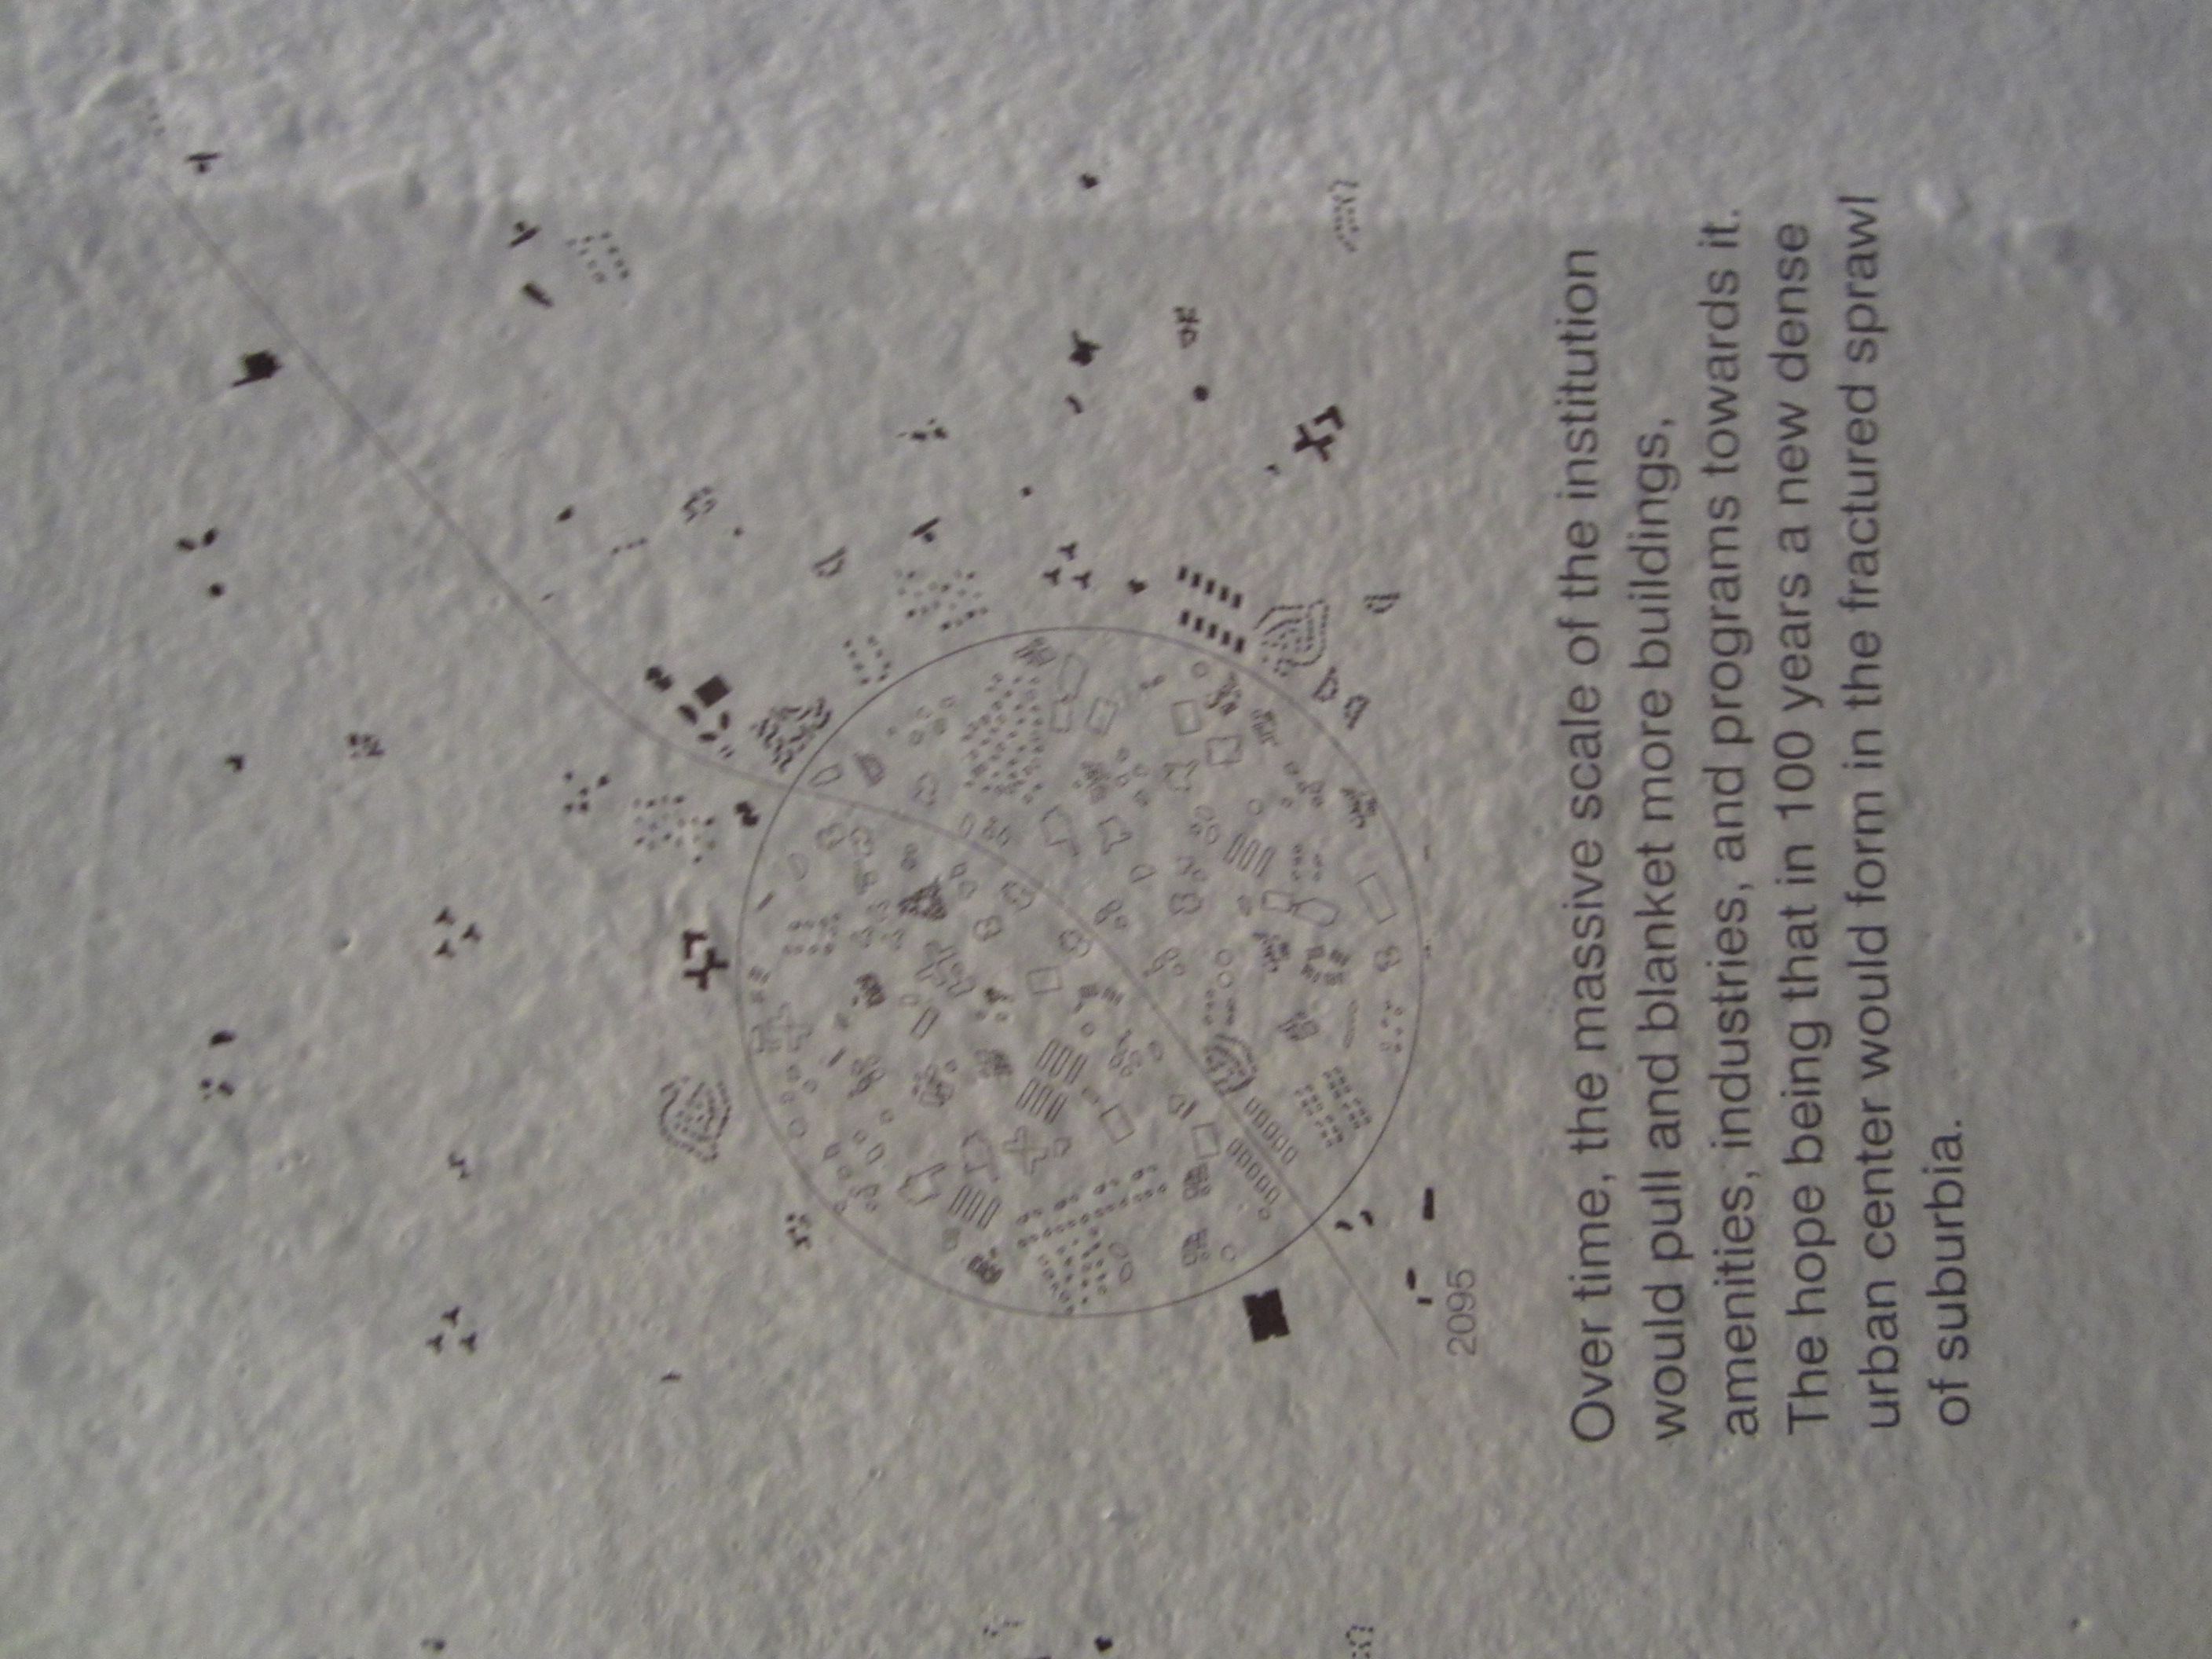 2095
Over time, the massive scale of the institution
would pull and blanket more buildings,
amenities, industries, and programs towards it.
The hope being that in 100 years a new dense
urban center would form in the fractured sprawl
of suburbia.